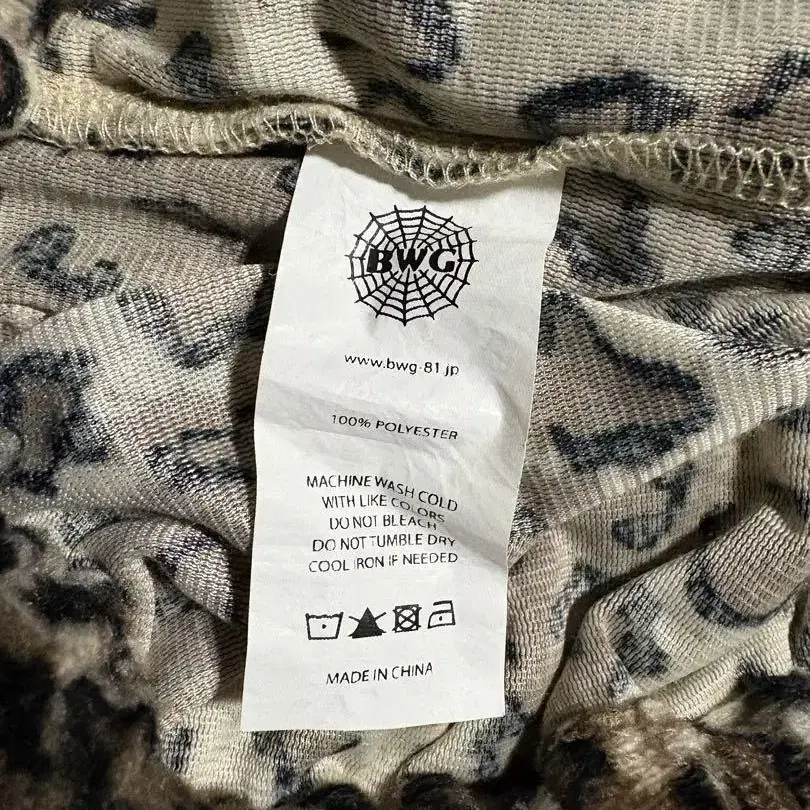 BWG
www.bwg-81.jp
100% POLYESTER
MACHINE WASH COLD
WITH LIKE COLORS
DO NOT BLEACH
DO NOT TUMBLE DRY
COOL IRON IF NEEDED
MADE IN CHINA